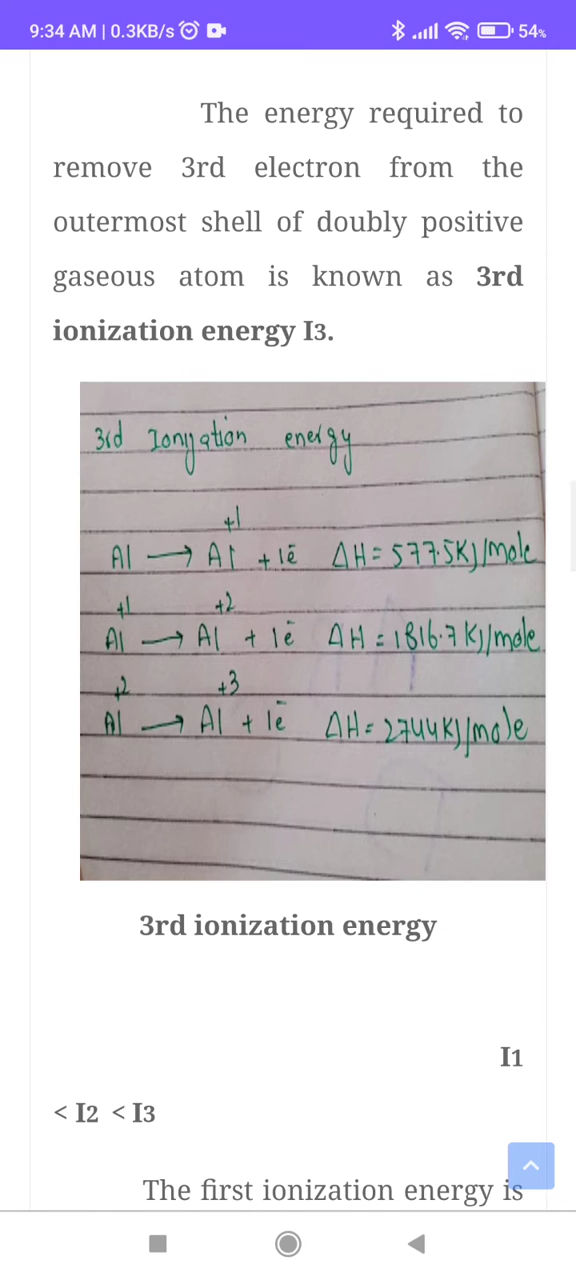 9:34 AM | 0.3KB/s
54%
The energy required to
remove 3rd electron from the
outermost shell of doubly positive
gaseous atom is known as 3rd
ionization energy I3.
3rd Ionization energy
+1
Al → Al + 1ē ΔH = 577.5KJ/mole
+1 +2
Al → Al + 1ē ΔH = 1816.7 KJ/mole
+2 +3
Al → Al + 1ē ΔH = 2744KJ/mole
3rd ionization energy
I1
< I2 < I3
The first ionization energy is